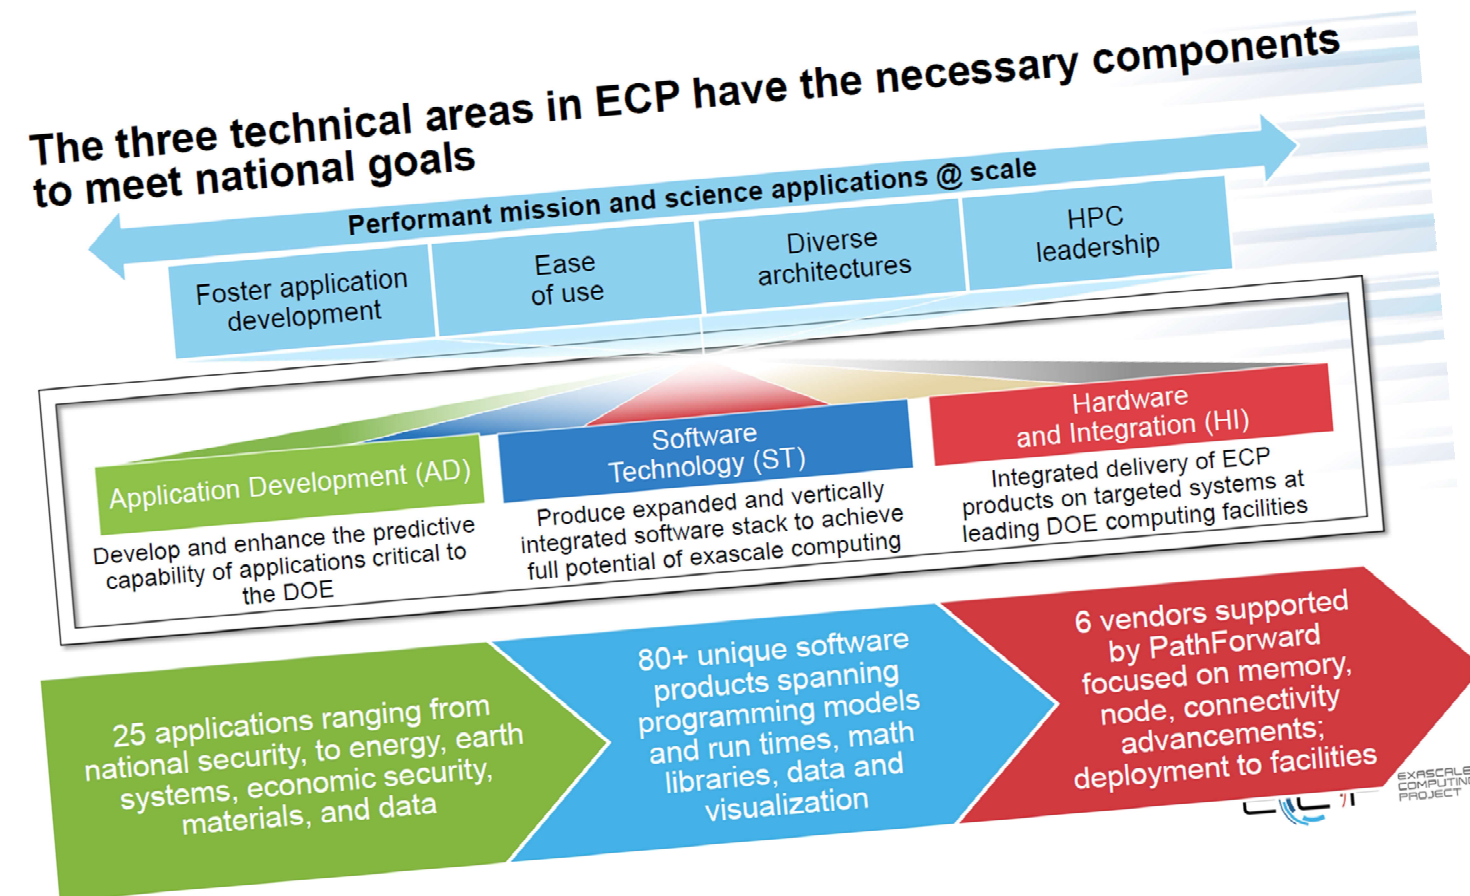 The three technical areas in ECP have the necessary components
to meet national goals
Performant mission and science applications @ scale
Foster application
development
Ease
of use
Diverse
architectures
HPC
leadership
Application Development (AD)
Develop and enhance the predictive
capability of applications critical to
the DOE
Software
Technology (ST)
Produce expanded and vertically
integrated software stack to achieve
full potential of exascale computing
Hardware
and Integration (HI)
Integrated delivery of ECP
products on targeted systems at
leading DOE computing facilities
25 applications ranging from
national security, to energy, earth
systems, economic security,
materials, and data
80+ unique software
products spanning
programming models
and run times, math
libraries, data and
visualization
6 vendors supported
by PathForward
focused on memory,
node, connectivity
advancements;
deployment to facilities
EXASCALE
COMPUTING
PROJECT